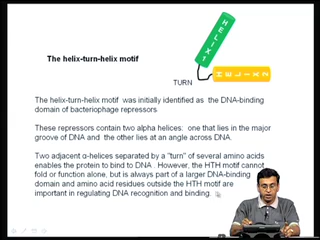 HELIX1
The helix-turn-helix motif
HELIX2
TURN
The helix-turn-helix motif was initially identified as the DNA-binding
domain of bacteriophage repressors
These repressors contain two alpha helices: one that lies in the major
groove of DNA and the other lies at an angle across DNA.
Two adjacent α-helices separated by a "turn" of several amino acids
enables the protein to bind to DNA. However, the HTH motif cannot
fold or function alone, but is always part of a larger DNA-binding
domain and amino acid residues outside the HTH motif are
important in regulating DNA recognition and binding.